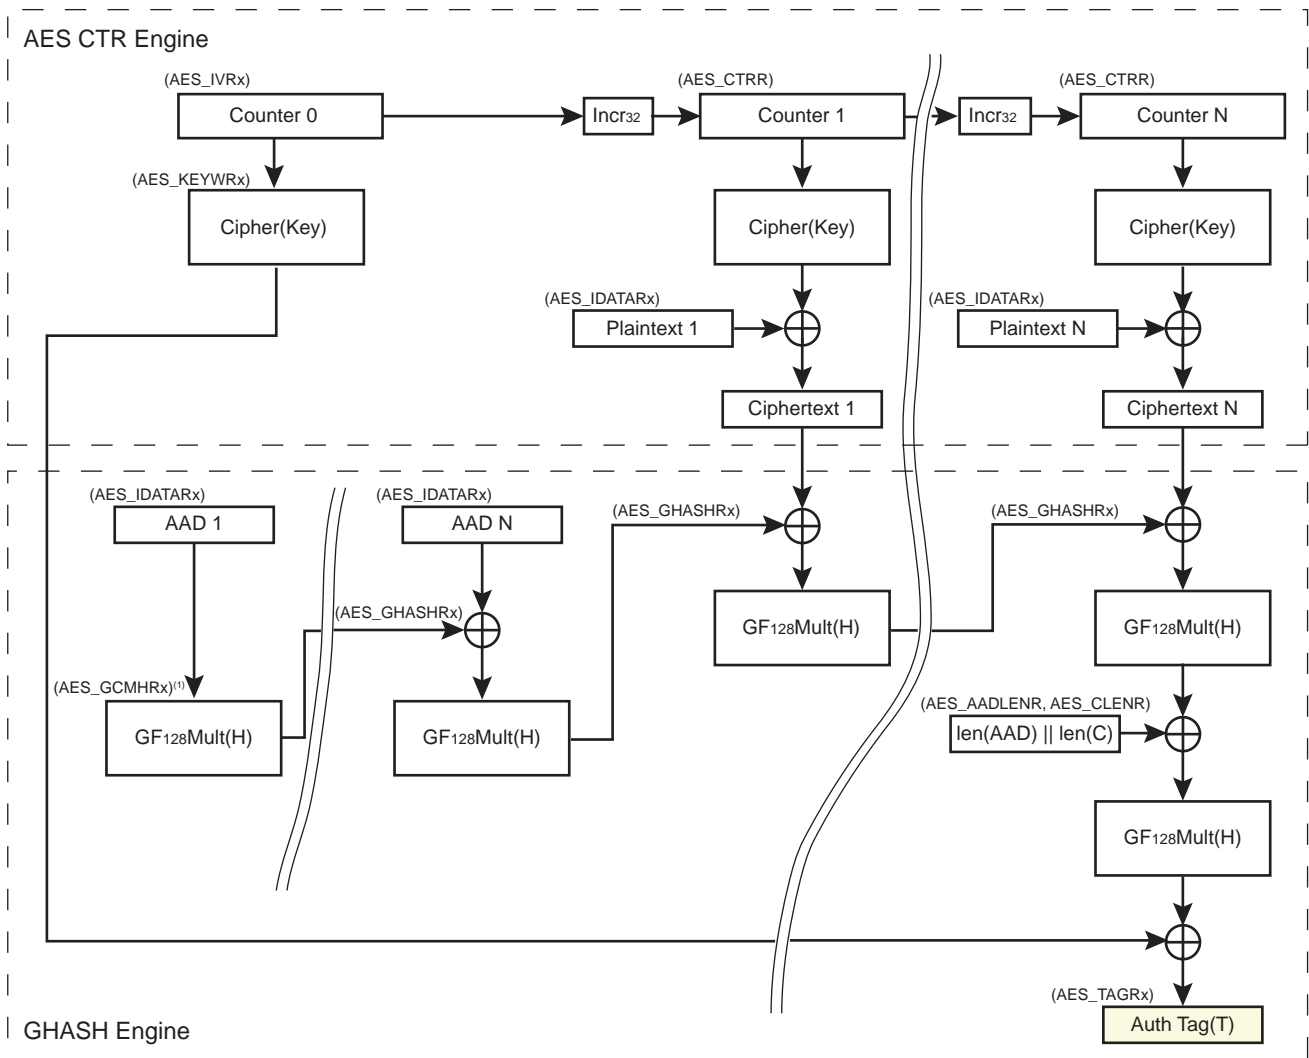 AES CTR Engine
(AES_IVRx)
Counter 0
Incr32
(AES_CTRR)
Counter 1
Incr32
(AES_CTRR)
Counter N
(AES_KEYWRx)
Cipher(Key)
Cipher(Key)
Cipher(Key)
(AES_IDATARx)
Plaintext 1
(AES_IDATARx)
Plaintext N
Ciphertext 1
Ciphertext N
(AES_IDATARx)
AAD 1
(AES_IDATARx)
AAD N
(AES_GHASHRx)
(AES_GHASHRx)
(AES_GHASHRx)
GF128Mult(H)
GF128Mult(H)
(AES_GCMHRx)(1)
GF128Mult(H)
GF128Mult(H)
(AES_AADLENR, AES_CLENR)
len(AAD) || len(C)
GF128Mult(H)
(AES_TAGRx)
Auth Tag(T)
GHASH Engine